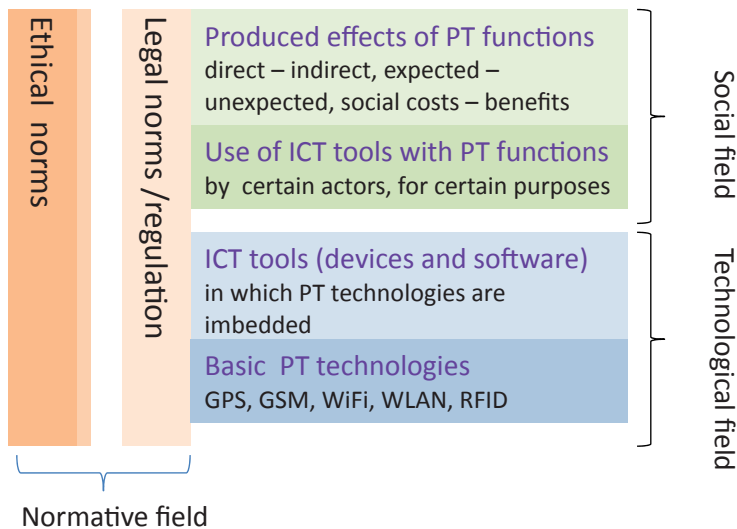 Ethical norms
Legal norms /regulation
Produced effects of PT functions
direct – indirect, expected –
unexpected, social costs – benefits
Use of ICT tools with PT functions
by certain actors, for certain purposes
ICT tools (devices and software)
in which PT technologies are
imbedded
Basic PT technologies
GPS, GSM, WiFi, WLAN, RFID
Social field
Technological field
Normative field